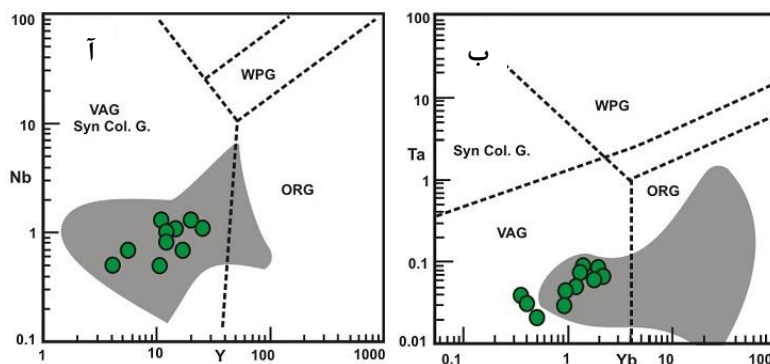 آ
100
10
1
0.1
Nb
VAG
Syn Col. G.
WPG
ORG
1
10
Y
100
1000
ب
100
10
1
0.10
0.01
Ta
WPG
Syn Col. G.
ORG
VAG
0.1
1
Yb
10
100